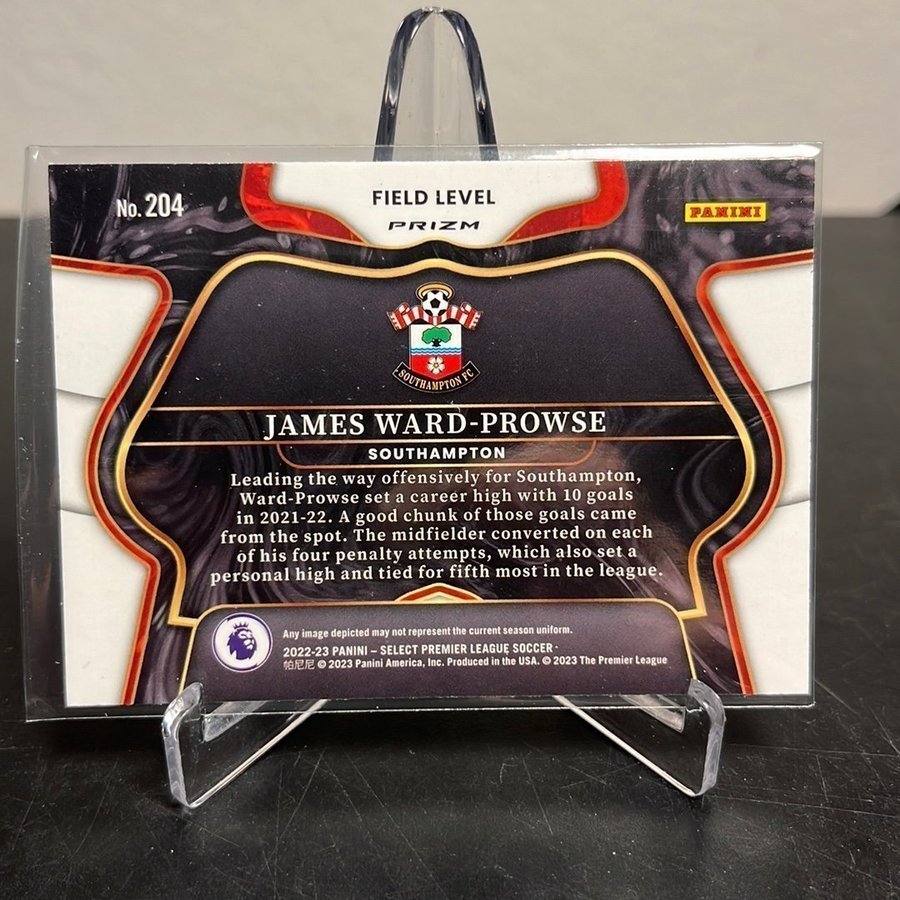 No. 204
FIELD LEVEL
PRIZM
PANINI
SOUTHAMPTON FC
JAMES WARD-PROWSE
SOUTHAMPTON
Leading the way offensively for Southampton,
Ward-Prowse set a career high with 10 goals
in 2021-22. A good chunk of those goals came
from the spot. The midfielder converted on each
of his four penalty attempts, which also set a
personal high and tied for fifth most in the league.
Any image depicted may not represent the current season uniform.
2022-23 PANINI – SELECT PREMIER LEAGUE SOCCER ·
帕尼尼 © 2023 Panini America, Inc. Produced in the USA. © 2023 The Premier League